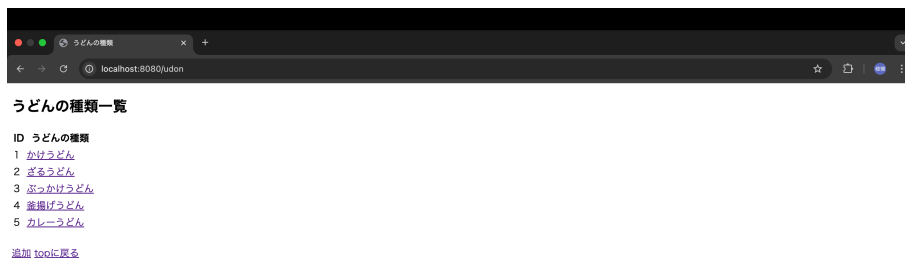 うどんの種類
localhost:8080/udon
うどんの種類一覧
ID うどんの種類
1 かけうどん
2 ざるうどん
3 ぶっかけうどん
4 釜揚げうどん
5 カレーうどん
追加 topに戻る